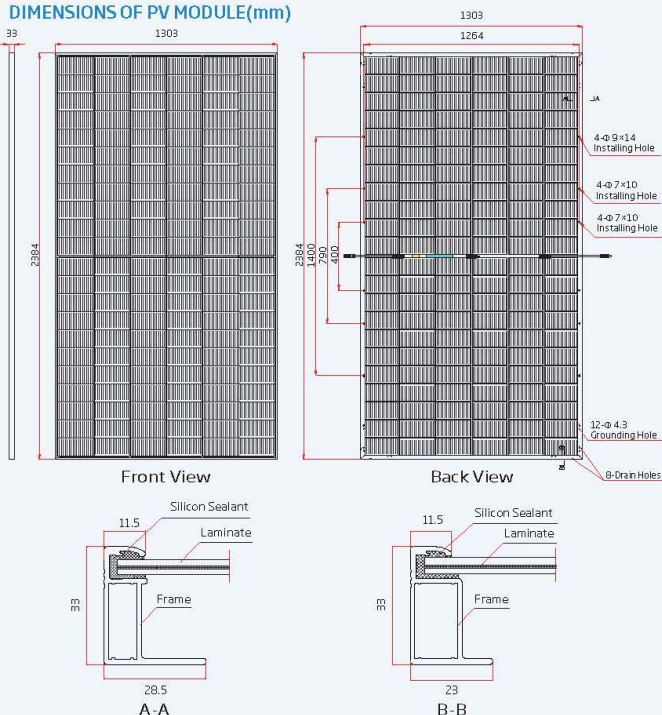 DIMENSIONS OF PV MODULE(mm)
33
1303
2384
Front View
1303
1264
2384
1400
790
400
4-Φ 9×14
Installing Hole
4-Φ 7×10
Installing Hole
4-Φ 7×10
Installing Hole
12-Φ 4.3
Grounding Hole
8-Drain Holes
Back View
11.5
Silicon Sealant
Laminate
Frame
33
28.5
A-A
11.5
Silicon Sealant
Laminate
Frame
33
23
B-B